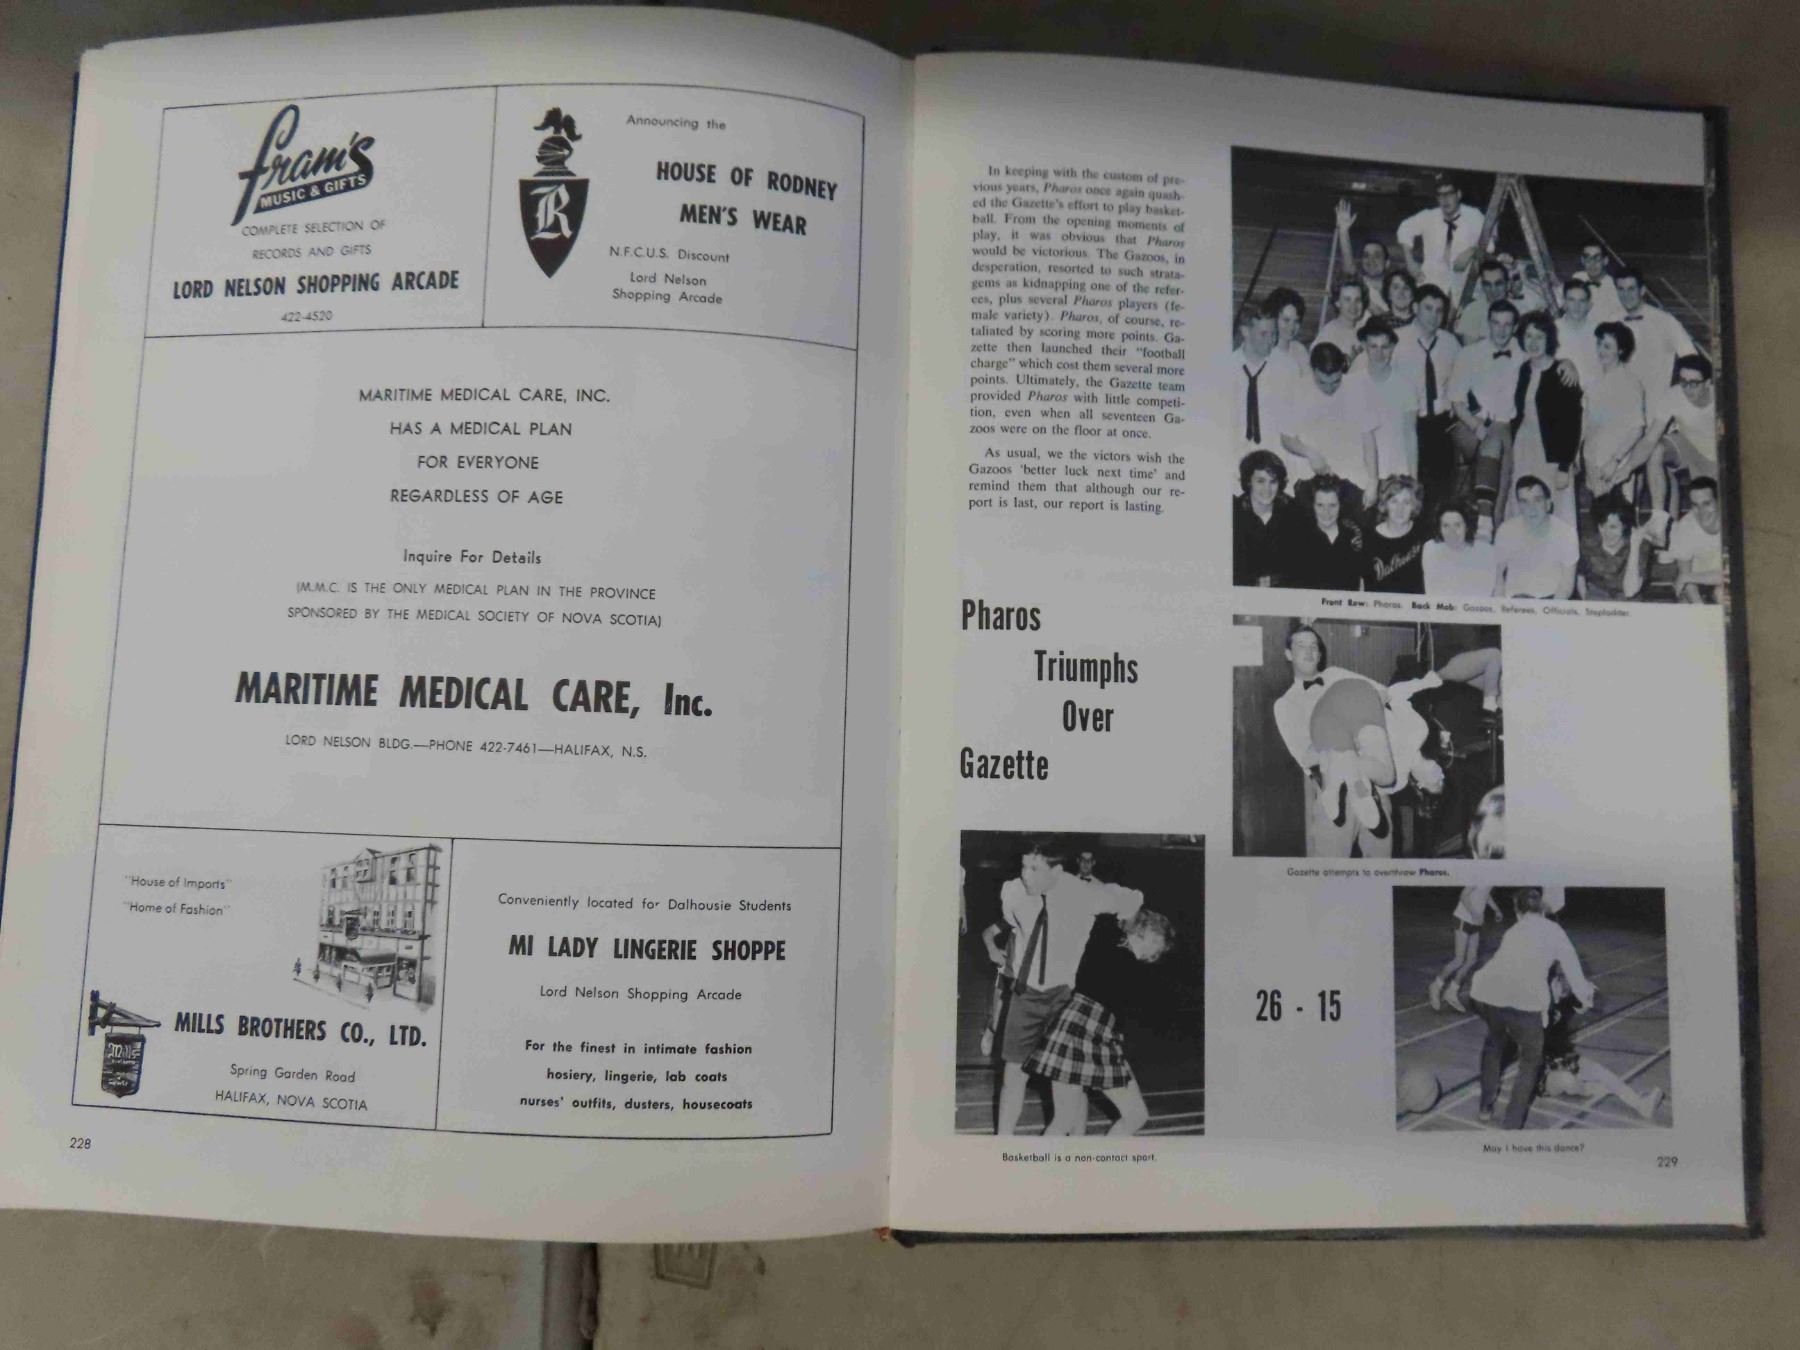 fram's
MUSIC & GIFTS
COMPLETE SELECTION OF
RECORDS AND GIFTS
LORD NELSON SHOPPING ARCADE
422-4520
R
Announcing the
HOUSE OF RODNEY
MEN'S WEAR
N.F.C.U.S. Discount
Lord Nelson
Shopping Arcade
MARITIME MEDICAL CARE, INC.
HAS A MEDICAL PLAN
FOR EVERYONE
REGARDLESS OF AGE
Inquire For Details
(M.M.C. IS THE ONLY MEDICAL PLAN IN THE PROVINCE
SPONSORED BY THE MEDICAL SOCIETY OF NOVA SCOTIA)
MARITIME MEDICAL CARE, Inc.
LORD NELSON BLDG.—PHONE 422-7461—HALIFAX, N.S.
"House of Imports"
"Home of Fashion"
Mills
MILLS BROTHERS CO., LTD.
Spring Garden Road
HALIFAX, NOVA SCOTIA
Conveniently located for Dalhousie Students
MI LADY LINGERIE SHOPPE
Lord Nelson Shopping Arcade
For the finest in intimate fashion
hosiery, lingerie, lab coats
nurses' outfits, dusters, housecoats
228
In keeping with the custom of pre-
vious years, Pharos once again quash-
ed the Gazette's effort to play basket-
ball. From the opening moments of
play, it was obvious that Pharos
would be victorious. The Gazoos, in
desperation, resorted to such strata-
gems as kidnapping one of the refer-
ees, plus several Pharos players (fe-
male variety). Pharos, of course, re-
taliated by scoring more points. Ga-
zette then launched their "football
charge" which cost them several more
points. Ultimately, the Gazette team
provided Pharos with little competi-
tion, even when all seventeen Ga-
zoos were on the floor at once.
As usual, we the victors wish the
Gazoos 'better luck next time' and
remind them that although our re-
port is last, our report is lasting.
Dalhousie
Front Row: Pharos. Back Mob: Gazoos, Referees, Officials, Stepladder.
Pharos
Triumphs
Over
Gazette
Gazette attempts to overthrow Pharos.
26 - 15
Basketball is a non-contact sport.
May I have this dance?
229